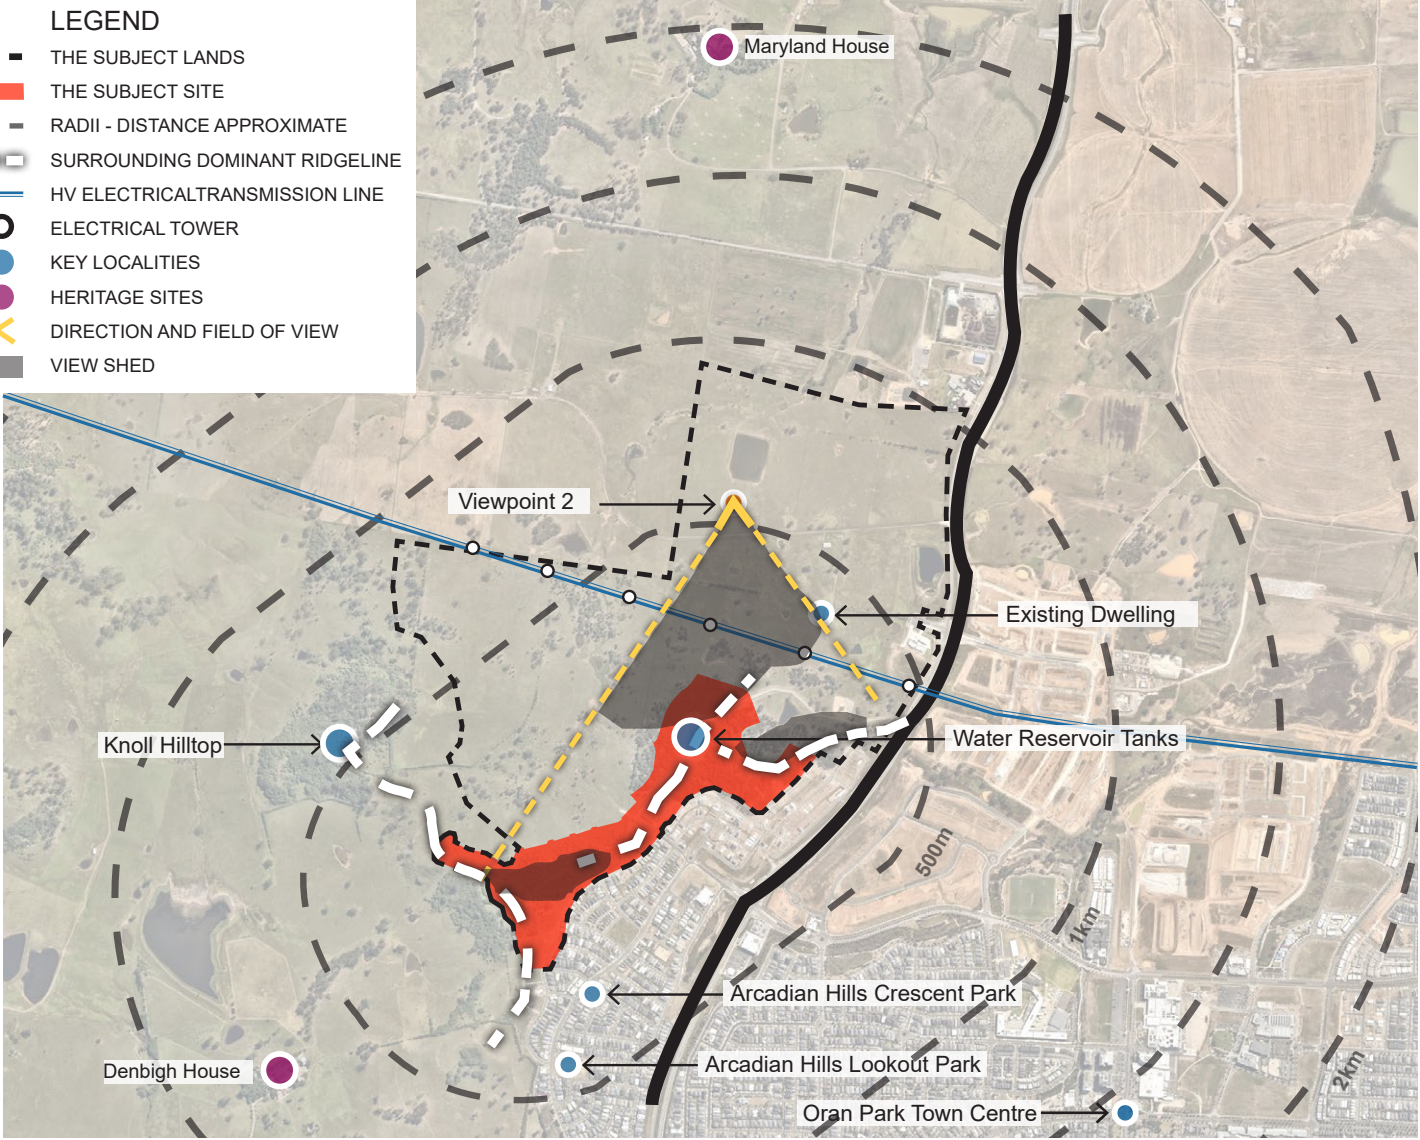 LEGEND
THE SUBJECT LANDS
THE SUBJECT SITE
RADII - DISTANCE APPROXIMATE
SURROUNDING DOMINANT RIDGELINE
HV ELECTRICALTRANSMISSION LINE
ELECTRICAL TOWER
KEY LOCALITIES
HERITAGE SITES
DIRECTION AND FIELD OF VIEW
VIEW SHED
Maryland House
Viewpoint 2
Existing Dwelling
Knoll Hilltop
Water Reservoir Tanks
500m
1km
Arcadian Hills Crescent Park
Denbigh House
Arcadian Hills Lookout Park
2km
Oran Park Town Centre